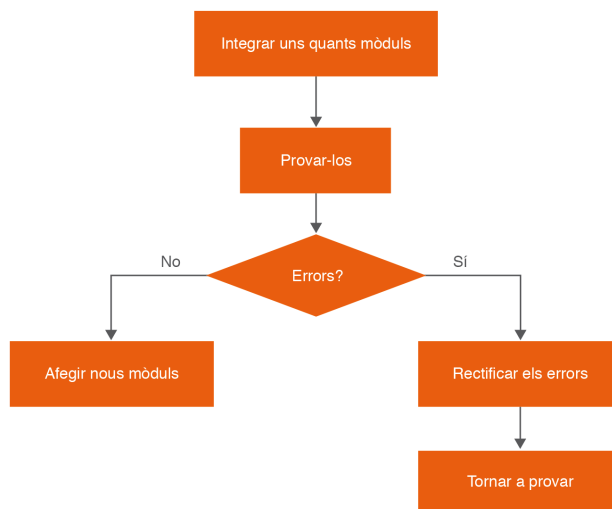 Integrar uns quants mòduls
Provar-los
Errors?
No
Sí
Afegir nous mòduls
Rectificar els errors
Tornar a provar